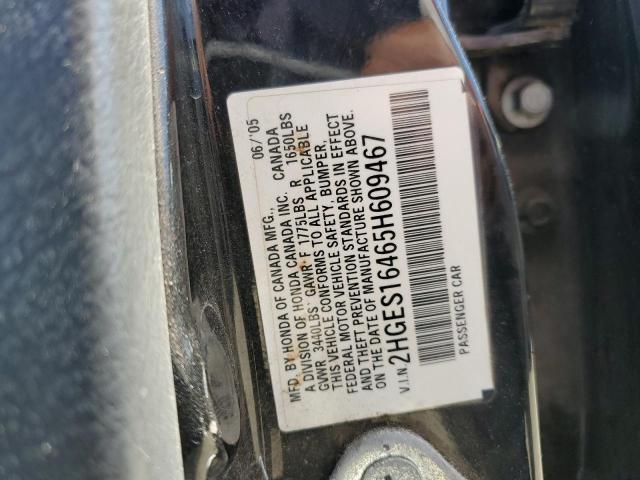 MFD. BY HONDA OF CANADA MFG., 06/'05
A DIVISION OF HONDA CANADA INC. CANADA
GVWR 3440LBS GAWR F 1775LBS R 1650LBS
THIS VEHICLE CONFORMS TO ALL APPLICABLE
FEDERAL MOTOR VEHICLE SAFETY, BUMPER,
AND THEFT PREVENTION STANDARDS IN EFFECT
ON THE DATE OF MANUFACTURE SHOWN ABOVE.
V.I.N. 2HGES16465H609467
PASSENGER CAR